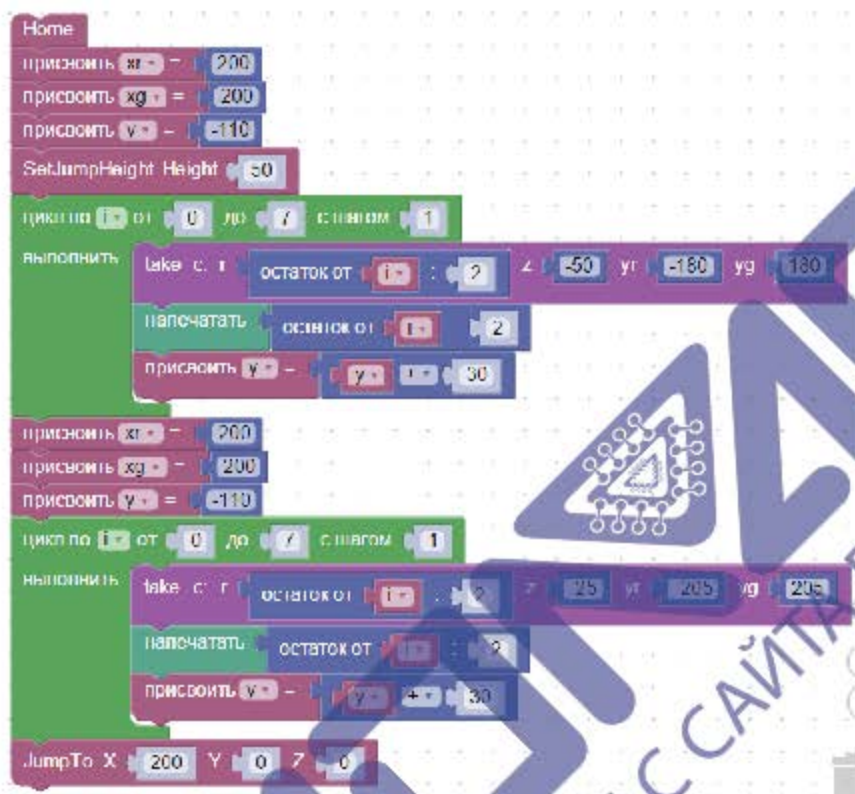 Home
присвоить xr = 200
присвоить xg = 200
присвоить y = -110
SetJumpHeight Height 50
цикл по i от 0 до 7 с шагом 1
выполнить take c: r остаток от i : 2 z -50 yr -180 yg 180
напечатать остаток от i 2
присвоить y = y + 30
присвоить xr = 200
присвоить xg = 200
присвоить y = -110
цикл по i от 0 до 7 с шагом 1
выполнить take c: r остаток от i : 2 z 25 yr 205 yg 205
напечатать остаток от i : 2
присвоить y = y + 30
JumpTo X 200 Y 0 Z 0
С САЙТА